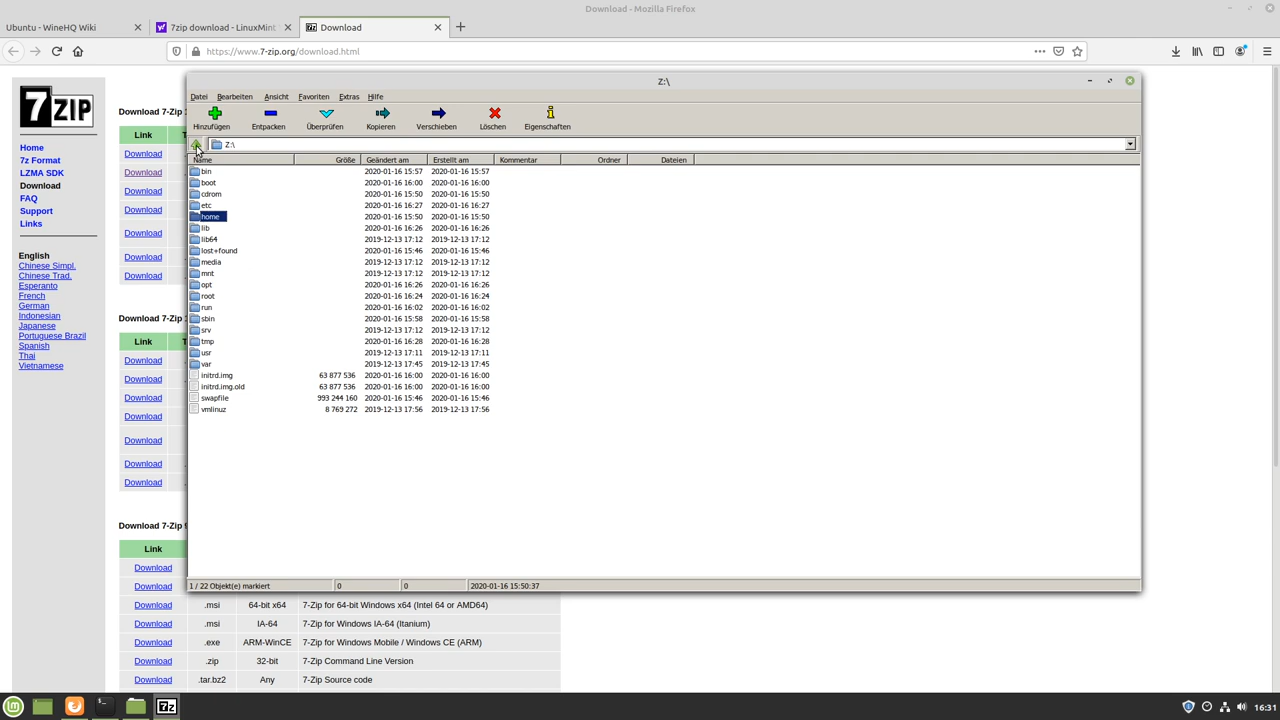 Download - Mozilla Firefox
Ubuntu - WineHQ Wiki
7zip download - LinuxMint
Download
https://www.7-zip.org/download.html
7ZIP
Home
7z Format
LZMA SDK
Download
FAQ
Support
Links
English
Chinese Simpl.
Chinese Trad.
Esperanto
French
German
Indonesian
Japanese
Portuguese Brazil
Spanish
Thai
Vietnamese
Download 7-Zip
Link
Download
Download
Download
Download
Download
Download
Download
Download 7-Zip
Link
Download
Download
Download
Download
Download
Download
Download 7-Zip 9
Link
Download
Download
Download .msi 64-bit x64 7-Zip for 64-bit Windows x64 (Intel 64 or AMD64)
Download .msi IA-64 7-Zip for Windows IA-64 (Itanium)
Download .exe ARM-WinCE 7-Zip for Windows Mobile / Windows CE (ARM)
Download .zip 32-bit 7-Zip Command Line Version
Download .tar.bz2 Any 7-Zip Source code
Z:\
Datei Bearbeiten Ansicht Favoriten Extras Hilfe
Hinzufügen Entpacken Überprüfen Kopieren Verschieben Löschen Eigenschaften
Z:\
Name Größe Geändert am Erstellt am Kommentar Ordner Dateien
bin 2020-01-16 15:57 2020-01-16 15:57
boot 2020-01-16 16:00 2020-01-16 16:00
cdrom 2020-01-16 15:50 2020-01-16 15:50
etc 2020-01-16 16:27 2020-01-16 16:27
home 2020-01-16 15:50 2020-01-16 15:50
lib 2020-01-16 16:26 2020-01-16 16:26
lib64 2019-12-13 17:12 2019-12-13 17:12
lost+found 2020-01-16 15:46 2020-01-16 15:46
media 2019-12-13 17:12 2019-12-13 17:12
mnt 2019-12-13 17:12 2019-12-13 17:12
opt 2020-01-16 16:26 2020-01-16 16:26
root 2020-01-16 16:24 2020-01-16 16:24
run 2020-01-16 16:02 2020-01-16 16:02
sbin 2020-01-16 15:58 2020-01-16 15:58
srv 2019-12-13 17:12 2019-12-13 17:12
tmp 2020-01-16 16:28 2020-01-16 16:28
usr 2019-12-13 17:11 2019-12-13 17:11
var 2019-12-13 17:45 2019-12-13 17:45
initrd.img 63 877 536 2020-01-16 16:00 2020-01-16 16:00
initrd.img.old 63 877 536 2020-01-16 16:00 2020-01-16 16:00
swapfile 993 244 160 2020-01-16 15:46 2020-01-16 15:46
vmlinuz 8 769 272 2019-12-13 17:56 2019-12-13 17:56
1 / 22 Objekt(e) markiert 0 0 2020-01-16 15:50:37
7z
16:31